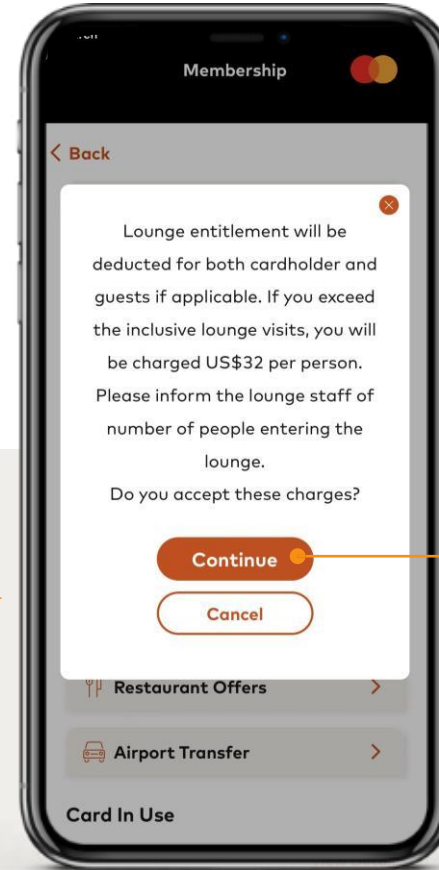 Membership
Back
Lounge entitlement will be
deducted for both cardholder and
guests if applicable. If you exceed
the inclusive lounge visits, you will
be charged US$32 per person.
Please inform the lounge staff of
number of people entering the
lounge.
Do you accept these charges?
Continue
Cancel
Restaurant Offers
Airport Transfer
Card In Use